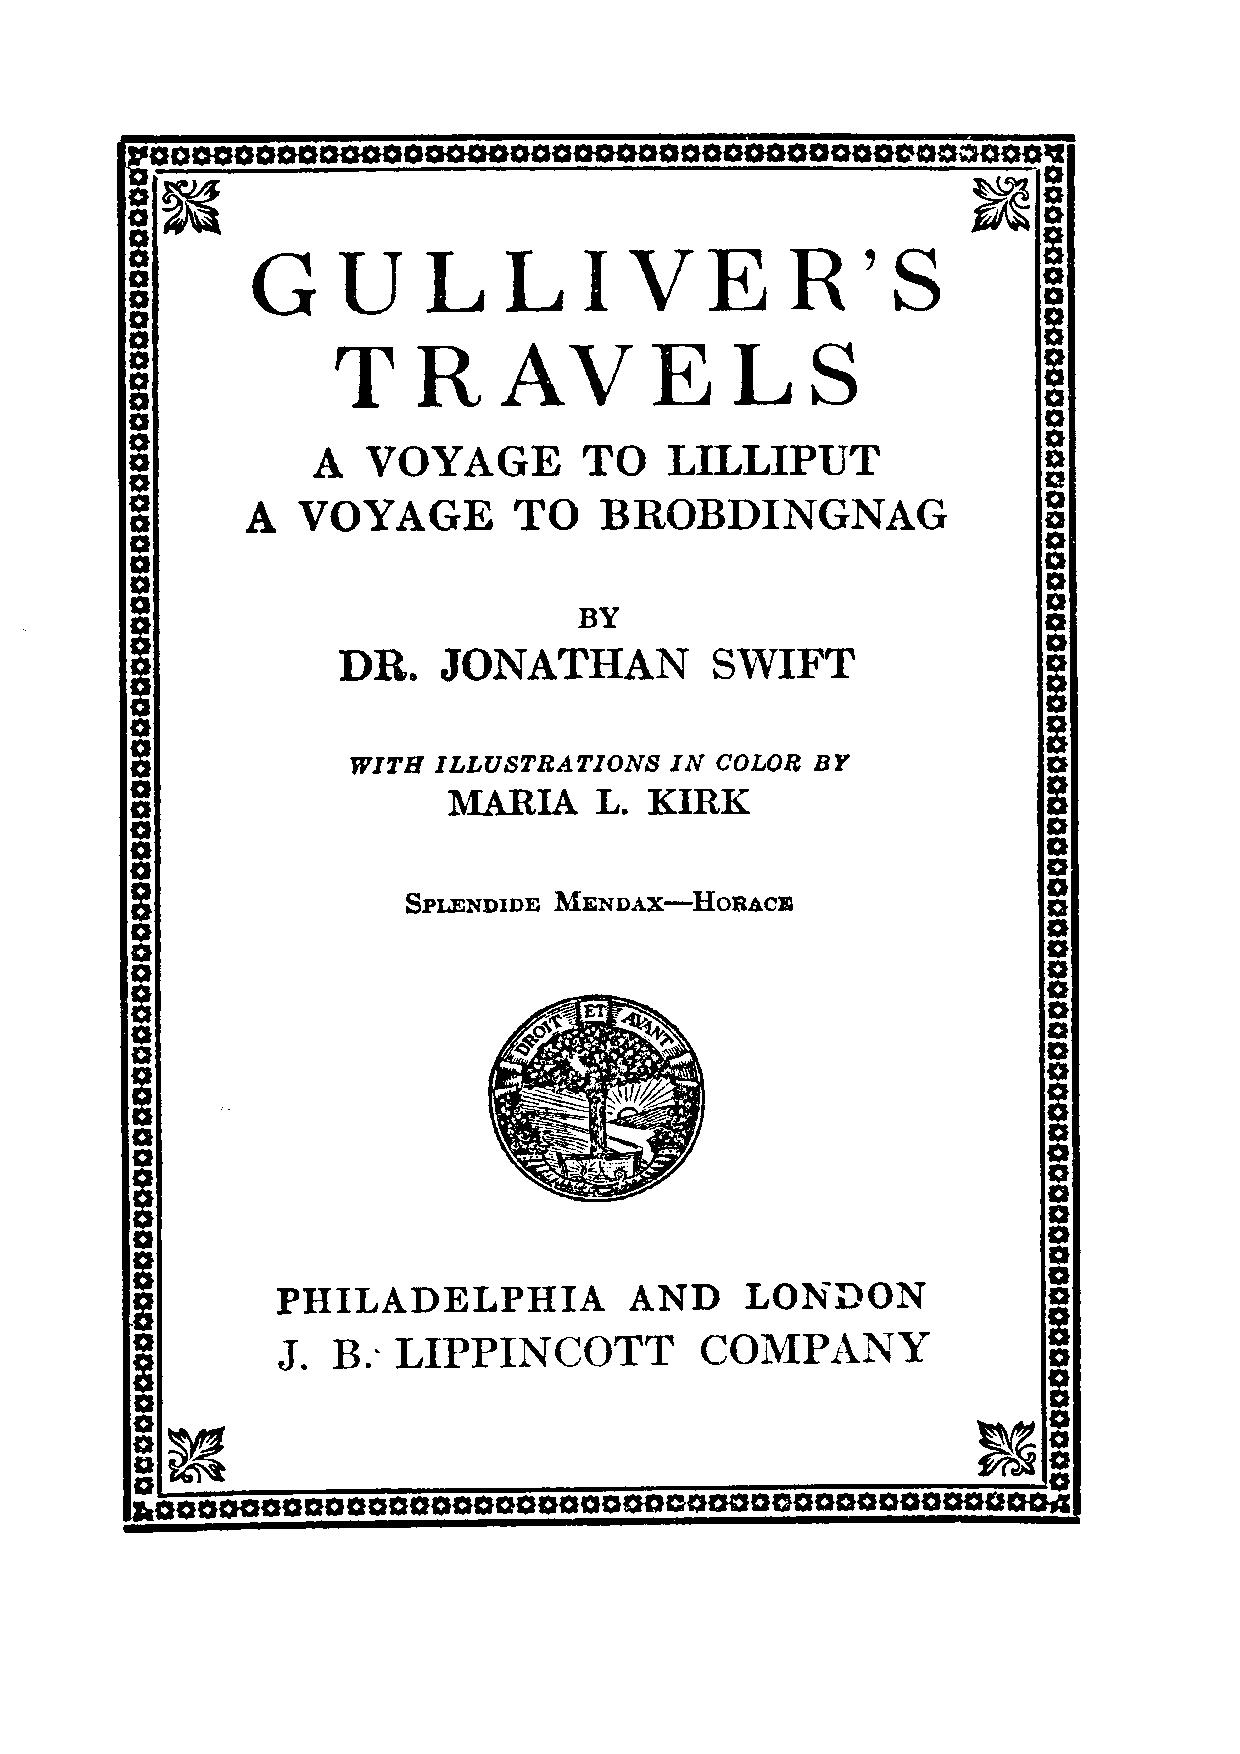 GULLIVER'S
TRAVELS
A VOYAGE TO LILLIPUT
A VOYAGE TO BROBDINGNAG
BY
DR. JONATHAN SWIFT
WITH ILLUSTRATIONS IN COLOR BY
MARIA L. KIRK
SPLENDIDE MENDAX—HORACE
DROIT ET AVANT
PHILADELPHIA AND LONDON
J. B. LIPPINCOTT COMPANY